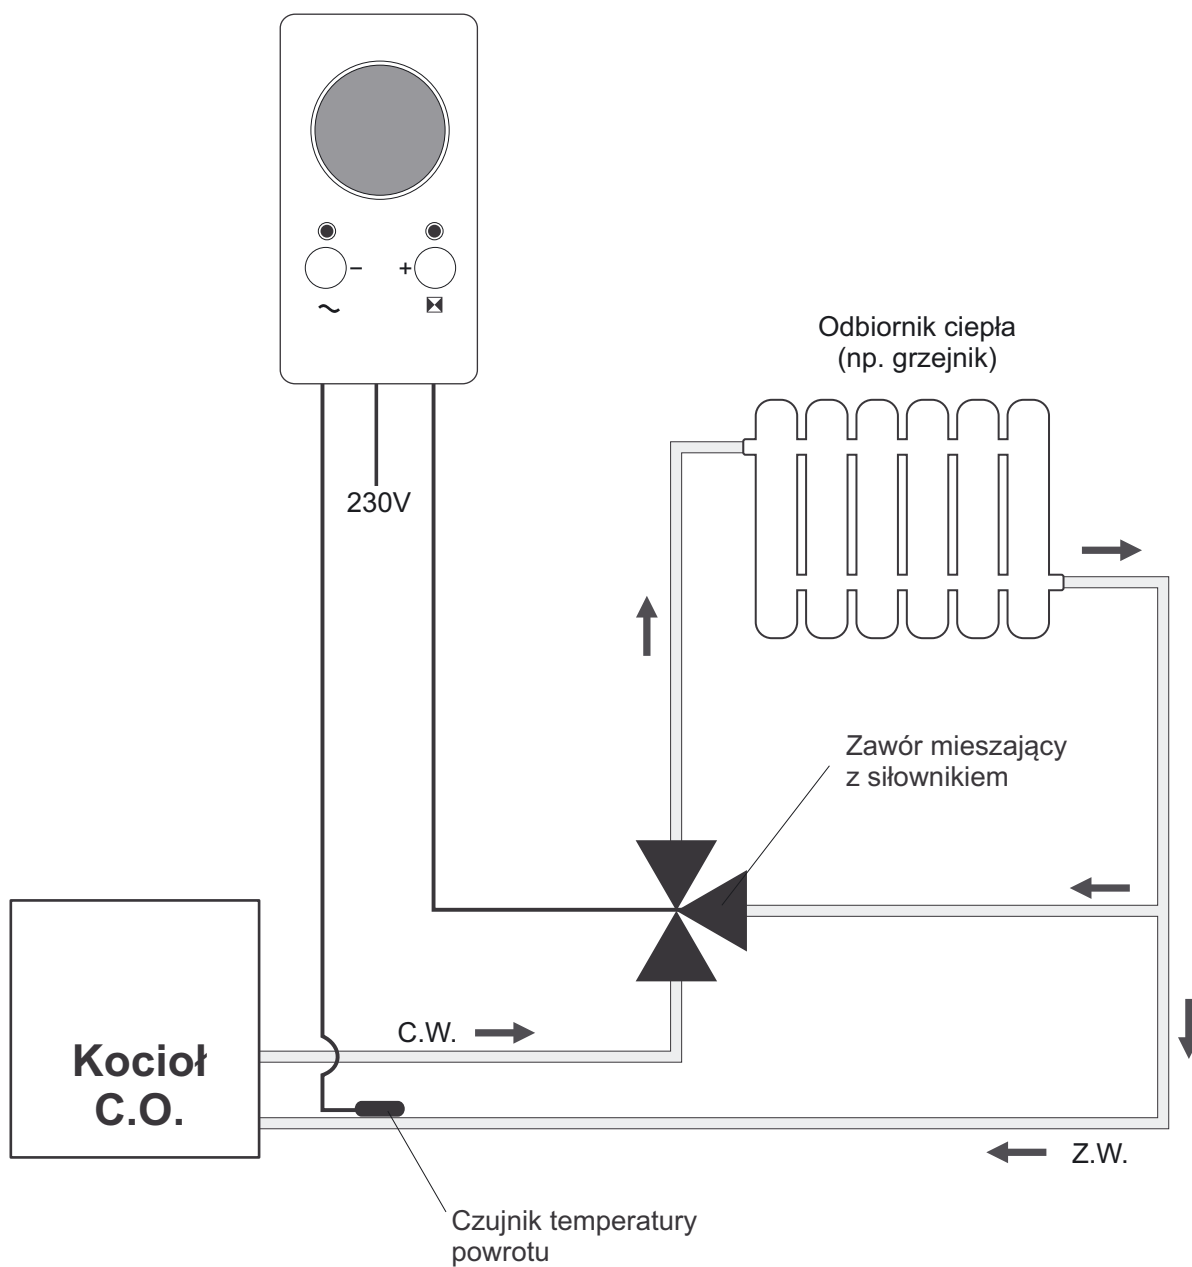 230V
Odbiornik ciepła
(np. grzejnik)
Zawór mieszający
z siłownikiem
C.W.
Kocioł
C.O.
Z.W.
Czujnik temperatury
powrotu